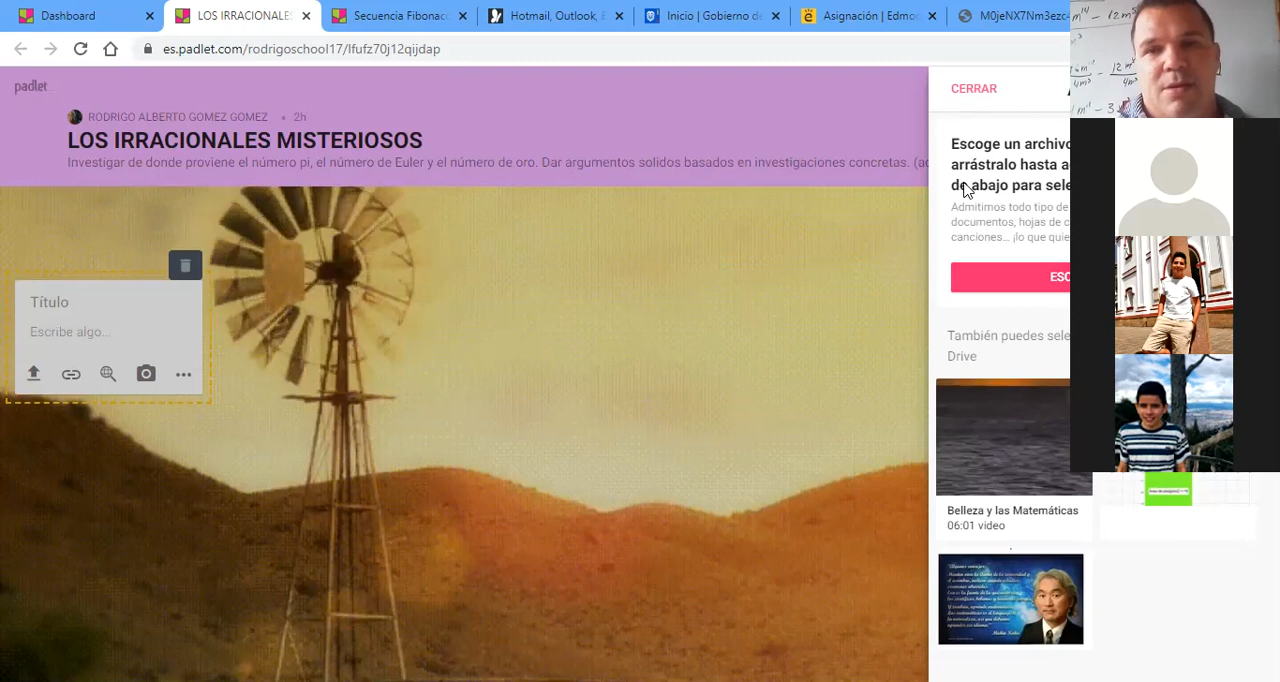 Dashboard
LOS IRRACIONALES
Secuencia Fibonac
Hotmail, Outlook,
Inicio | Gobierno de
Asignación | Edmo
M0jeNX7Nm3ezc
es.padlet.com/rodrigoschool17/lfufz70j12qijdap
padlet
RODRIGO ALBERTO GOMEZ GOMEZ • 2h
LOS IRRACIONALES MISTERIOSOS
Investigar de donde proviene el número pi, el número de Euler y el número de oro. Dar argumentos solidos basados en investigaciones concretas. (ac
Título
Escribe algo...
CERRAR
Escoge un archivo
arrástralo hasta a
de abajo para sele
Admitimos todo tipo de
documentos, hojas de c
canciones... ¡lo que quie
ESC
También puedes sele
Drive
Belleza y las Matemáticas
06:01 video